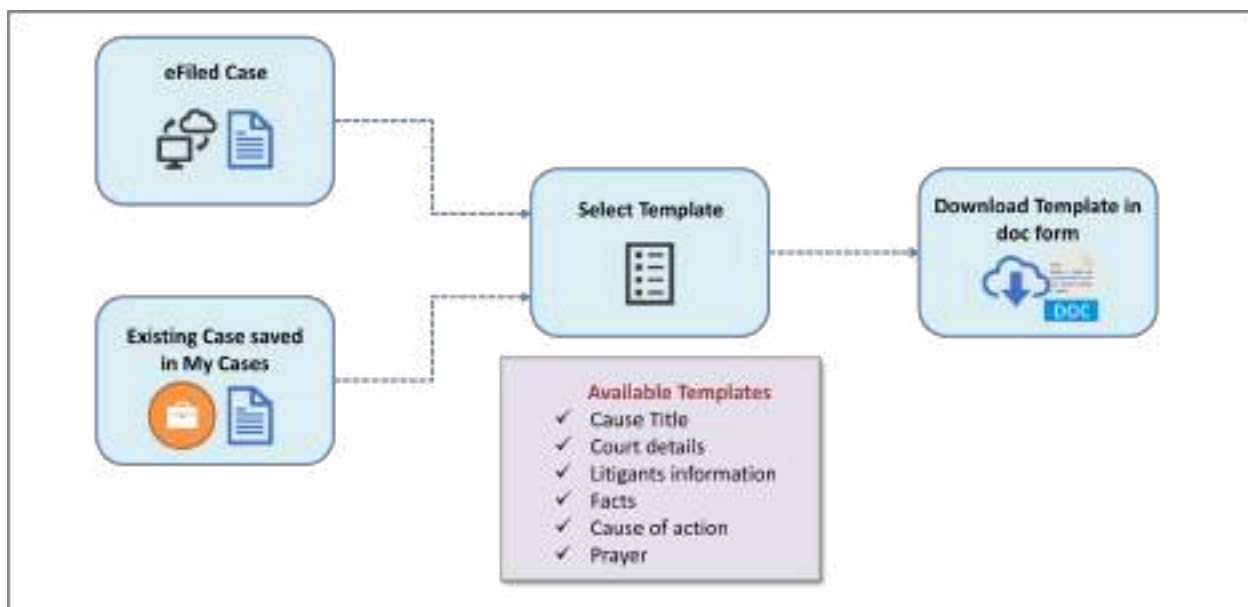 eFiled Case
Select Template
Download Template in
doc form
DOC
Existing Case saved
in My Cases
Available Templates
✓ Cause Title
✓ Court details
✓ Litigants information
✓ Facts
✓ Cause of action
✓ Prayer